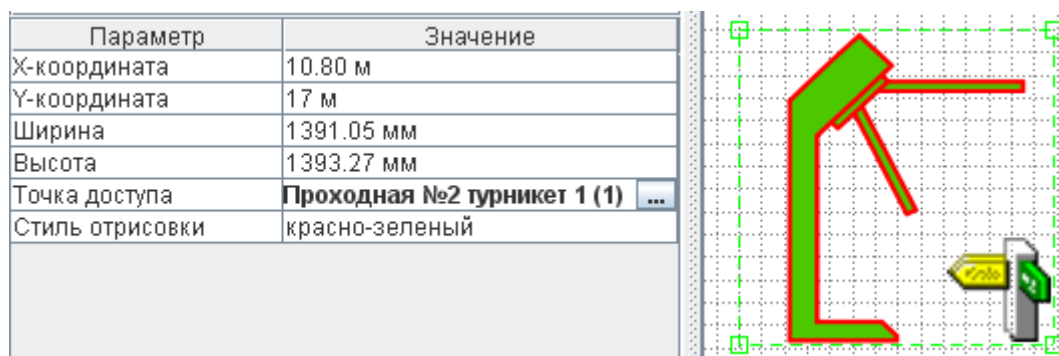 Параметр Значение
Х-координата 10.80 м
Y-координата 17 м
Ширина 1391.05 мм
Высота 1393.27 мм
Точка доступа Проходная №2 турникет 1 (1) ...
Стиль отрисовки красно-зеленый